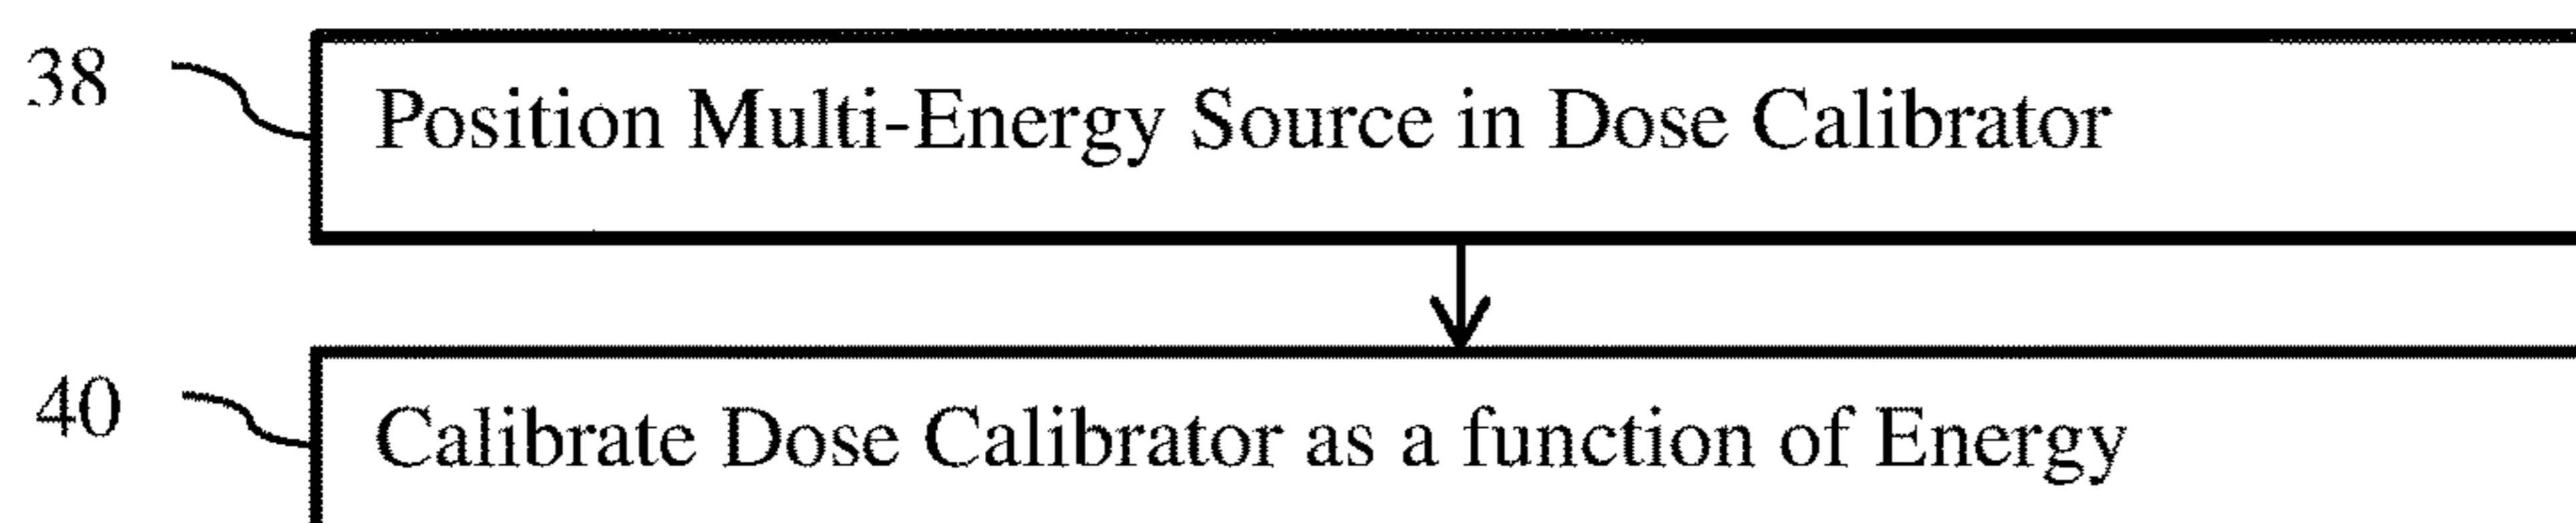 38
Position Multi-Energy Source in Dose Calibrator
40
Calibrate Dose Calibrator as a function of Energy